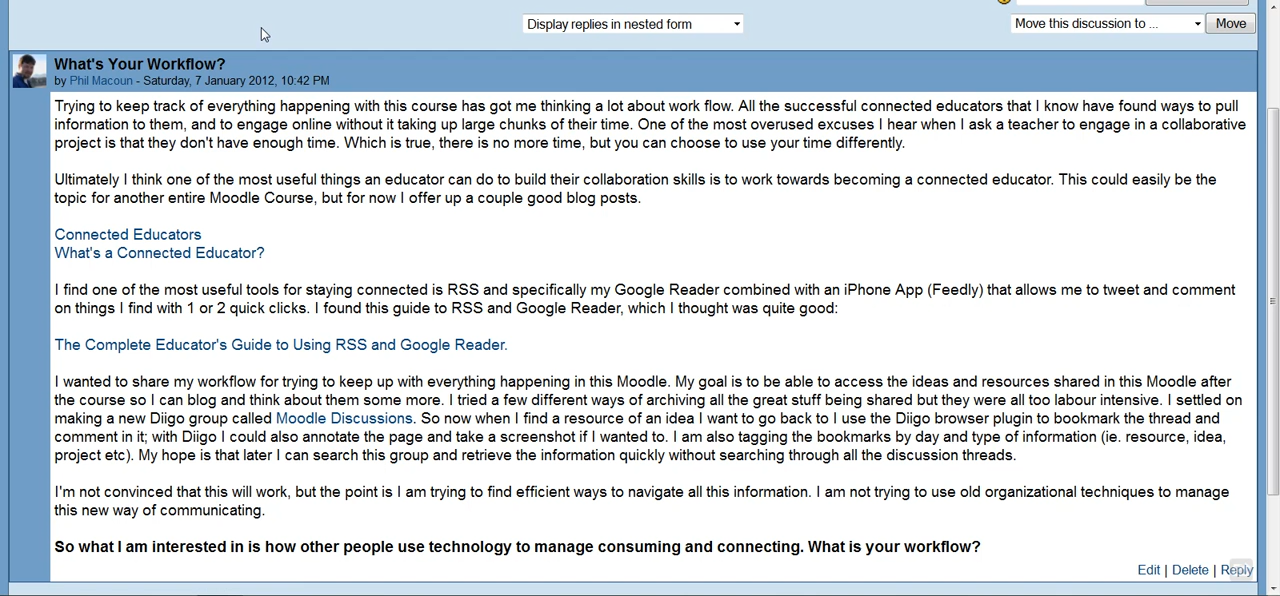 Display replies in nested form
Move this discussion to ...
Move
What's Your Workflow?
by Phil Macoun - Saturday, 7 January 2012, 10:42 PM
Trying to keep track of everything happening with this course has got me thinking a lot about work flow. All the successful connected educators that I know have found ways to pull
information to them, and to engage online without it taking up large chunks of their time. One of the most overused excuses I hear when I ask a teacher to engage in a collaborative
project is that they don't have enough time. Which is true, there is no more time, but you can choose to use your time differently.
Ultimately I think one of the most useful things an educator can do to build their collaboration skills is to work towards becoming a connected educator. This could easily be the
topic for another entire Moodle Course, but for now I offer up a couple good blog posts.
Connected Educators
What's a Connected Educator?
I find one of the most useful tools for staying connected is RSS and specifically my Google Reader combined with an iPhone App (Feedly) that allows me to tweet and comment
on things I find with 1 or 2 quick clicks. I found this guide to RSS and Google Reader, which I thought was quite good:
The Complete Educator's Guide to Using RSS and Google Reader.
I wanted to share my workflow for trying to keep up with everything happening in this Moodle. My goal is to be able to access the ideas and resources shared in this Moodle after
the course so I can blog and think about them some more. I tried a few different ways of archiving all the great stuff being shared but they were all too labour intensive. I settled on
making a new Diigo group called Moodle Discussions. So now when I find a resource of an idea I want to go back to I use the Diigo browser plugin to bookmark the thread and
comment in it; with Diigo I could also annotate the page and take a screenshot if I wanted to. I am also tagging the bookmarks by day and type of information (ie. resource, idea,
project etc). My hope is that later I can search this group and retrieve the information quickly without searching through all the discussion threads.
I'm not convinced that this will work, but the point is I am trying to find efficient ways to navigate all this information. I am not trying to use old organizational techniques to manage
this new way of communicating.
So what I am interested in is how other people use technology to manage consuming and connecting. What is your workflow?
Edit | Delete | Reply